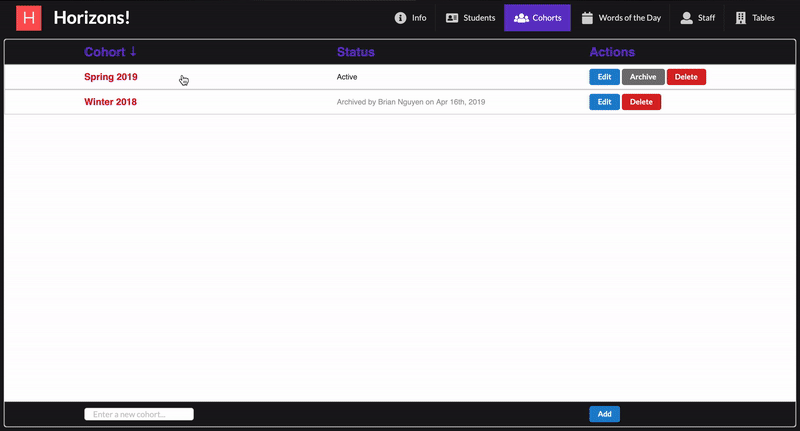 H Horizons! Info Students Cohorts Words of the Day Staff Tables
Cohort ↓ Status Actions
Spring 2019 Active Edit Archive Delete
Winter 2018 Archived by Brian Nguyen on Apr 16th, 2019 Edit Delete
Enter a new cohort... Add